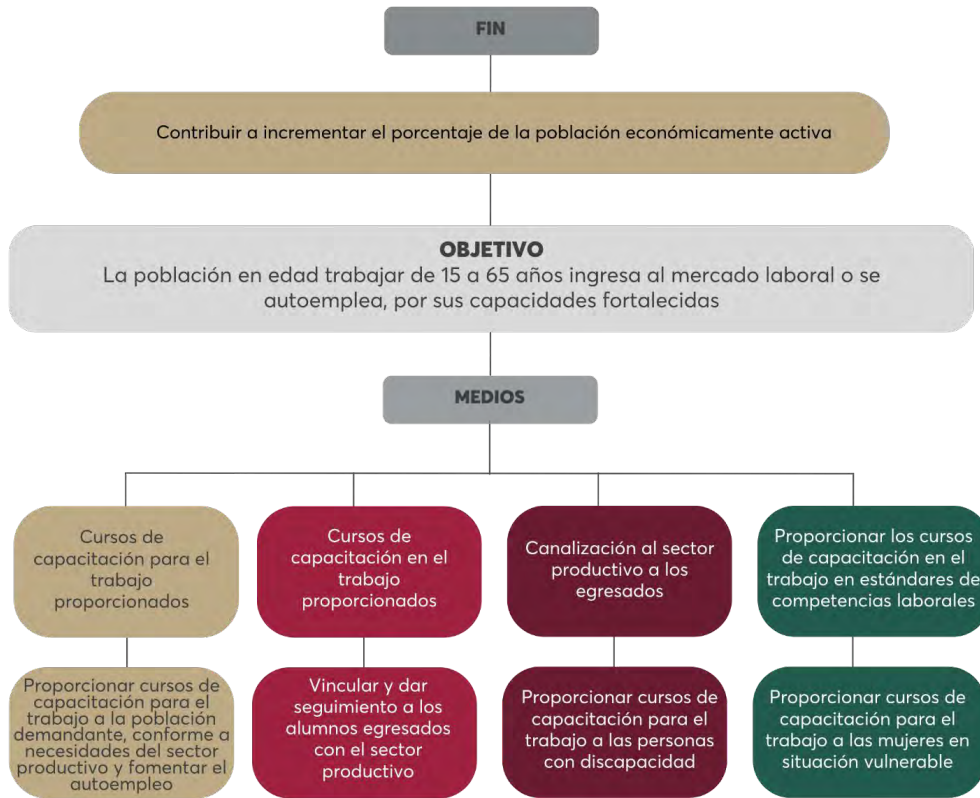 FIN
Contribuir a incrementar el porcentaje de la población económicamente activa
OBJETIVO
La población en edad trabajar de 15 a 65 años ingresa al mercado laboral o se
autoemplea, por sus capacidades fortalecidas
MEDIOS
Cursos de
capacitación para el
trabajo
proporcionados
Cursos de
capacitación en el
trabajo
proporcionados
Canalización al sector
productivo a los
egresados
Proporcionar los cursos
de capacitación en el
trabajo en estándares de
competencias laborales
Proporcionar cursos de
capacitación para el
trabajo a la población
demandante, conforme a
necesidades del sector
productivo y fomentar el
autoempleo
Vincular y dar
seguimiento a los
alumnos egresados
con el sector
productivo
Proporcionar cursos de
capacitación para el
trabajo a las personas
con discapacidad
Proporcionar cursos de
capacitación para el
trabajo a las mujeres en
situación vulnerable